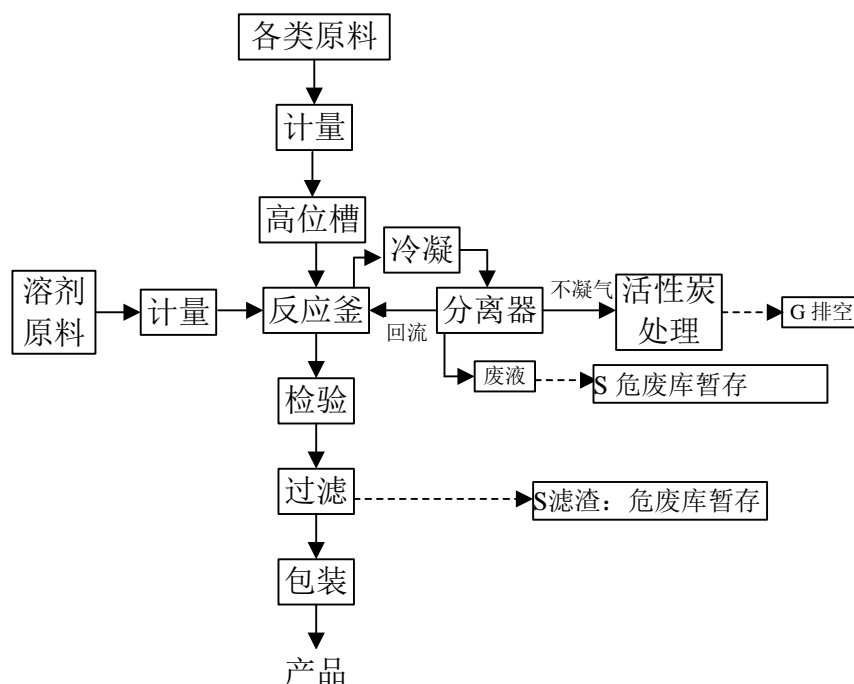 各类原料
计量
高位槽
冷凝
溶剂
原料
计量
反应釜
回流
分离器
不凝气
活性炭
处理
G 排空
废液
S 危废库暂存
检验
过滤
S滤渣：危废库暂存
包装
产品